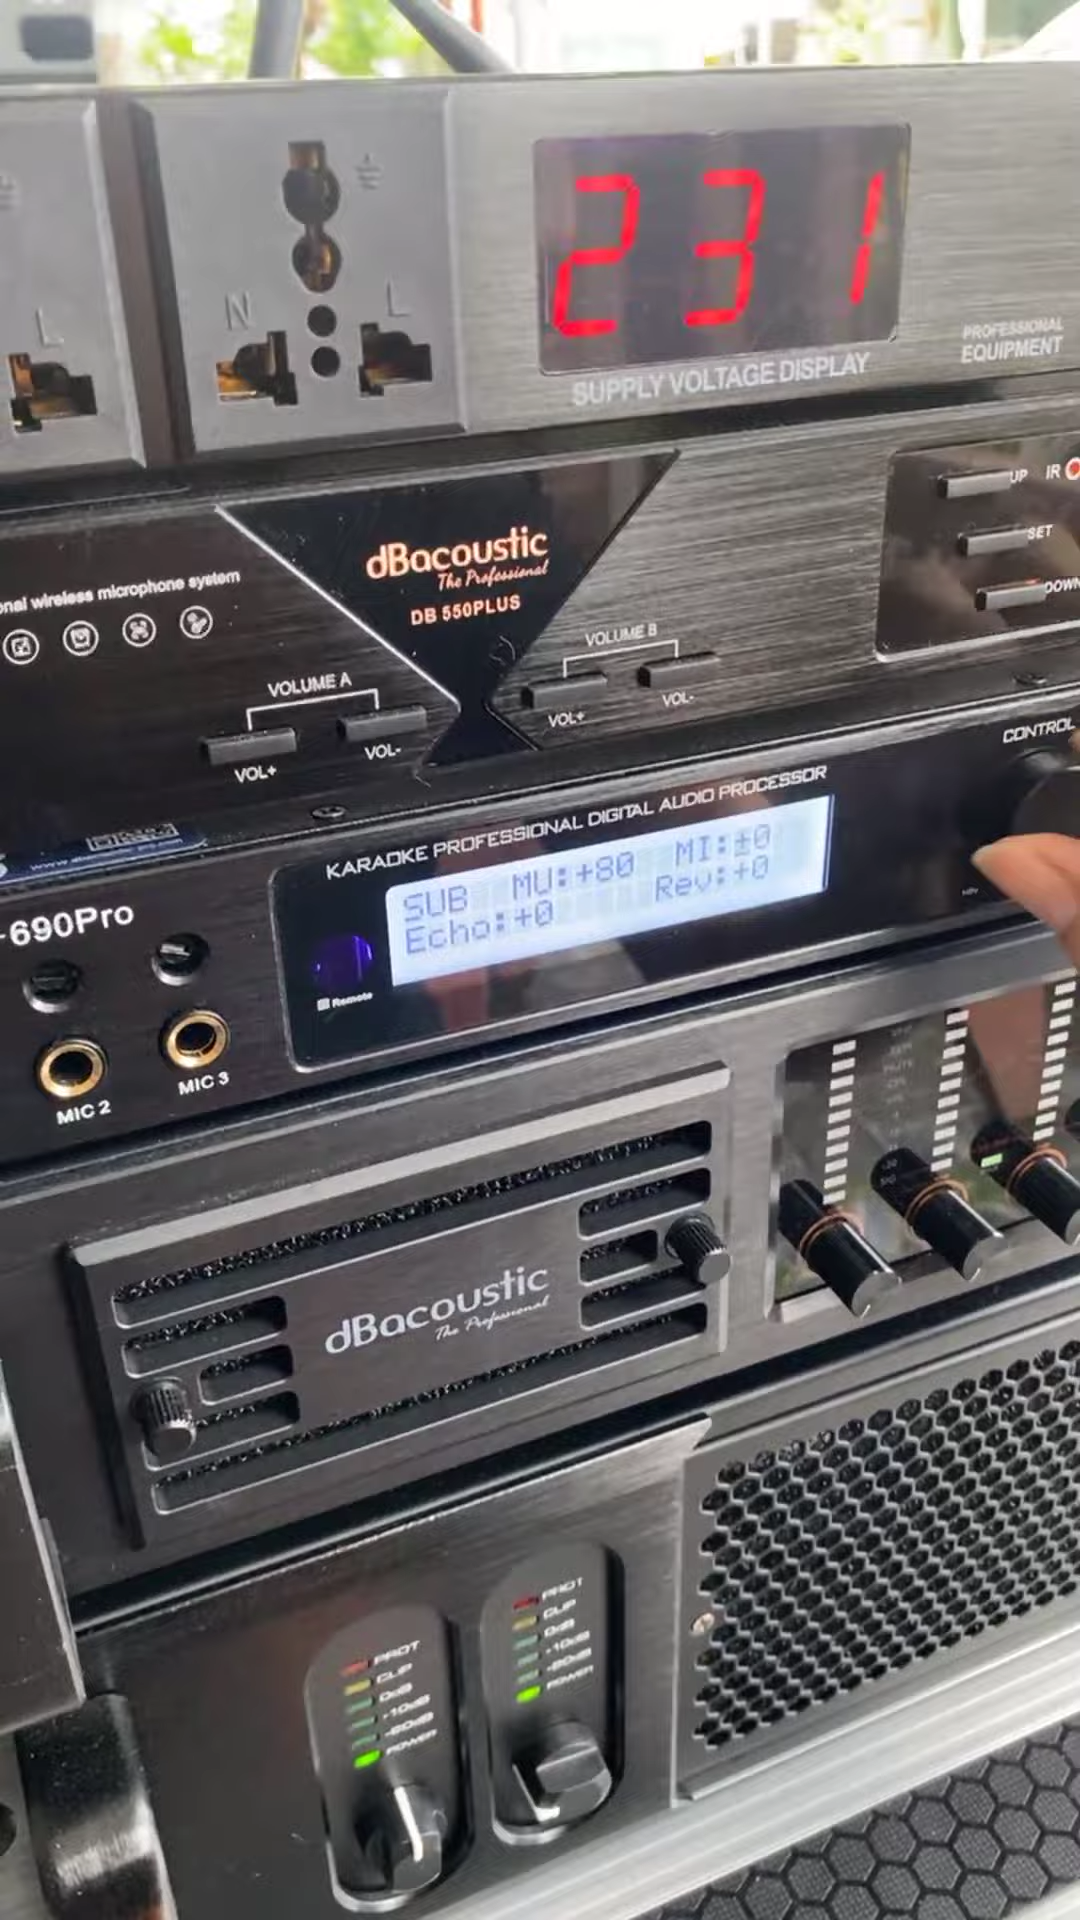 231
SUPPLY VOLTAGE DISPLAY
PROFESSIONAL
EQUIPMENT
N
L
L
dBacoustic
The Professional
DB 550PLUS
wireless microphone system
VOLUME A
VOL+
VOL-
VOLUME B
VOL+
VOL-
UP
IR
SET
DOWN
CONTROL
KARAOKE PROFESSIONAL DIGITAL AUDIO PROCESSOR
-690Pro
SUB MU:+80 MI:±0
Echo:+0 Rev:+0
Remote
MIC 2
MIC 3
dBacoustic
The Professional
PROT
CLIP
0dB
-10dB
-20dB
POWER
PROT
CLIP
0dB
-10dB
-20dB
POWER